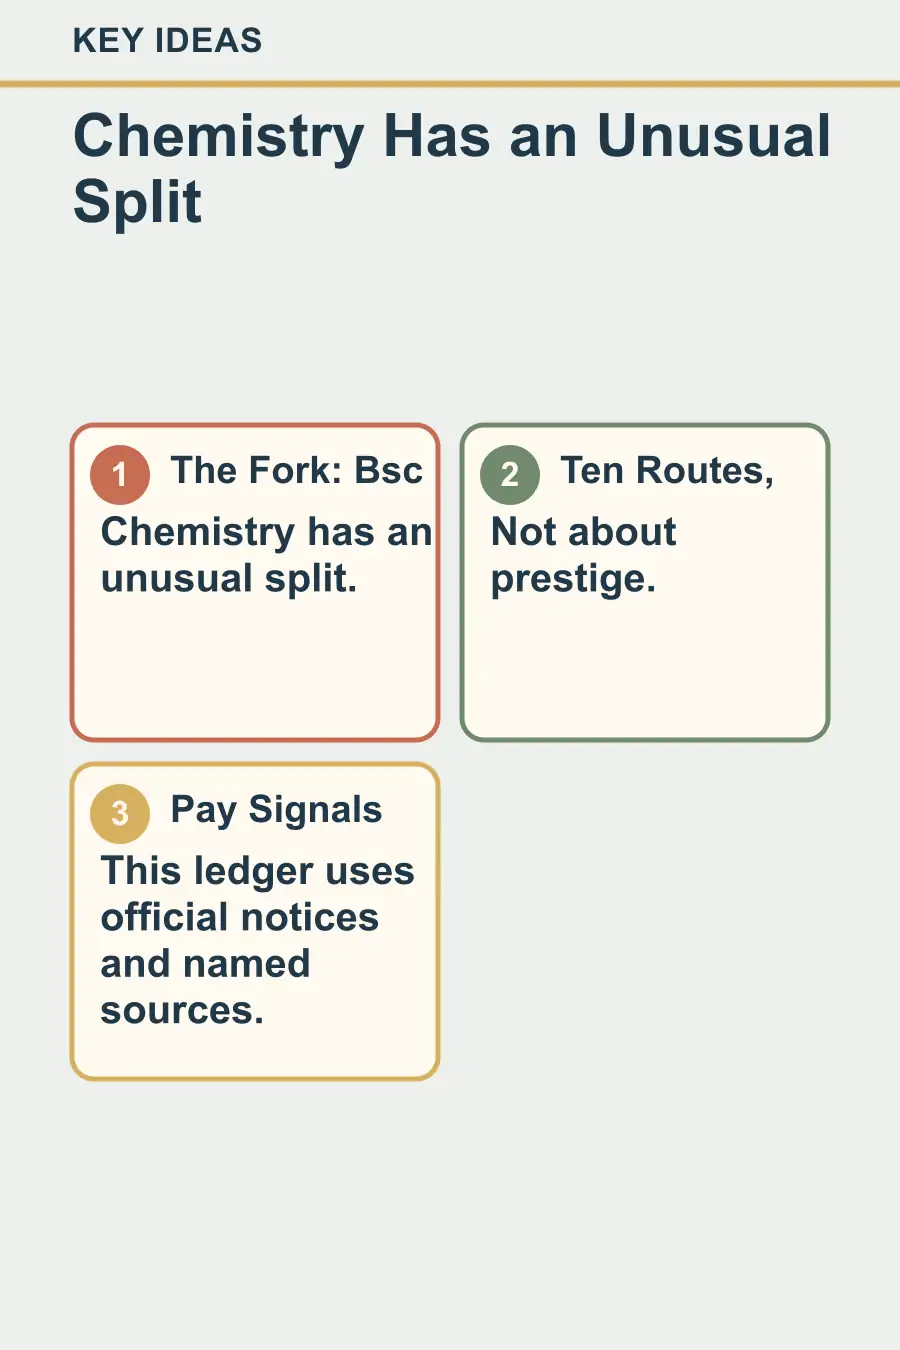 KEY IDEAS
Chemistry Has an Unusual
Split
1 The Fork: Bsc
Chemistry has an
unusual split.
2 Ten Routes,
Not about
prestige.
3 Pay Signals
This ledger uses
official notices
and named
sources.